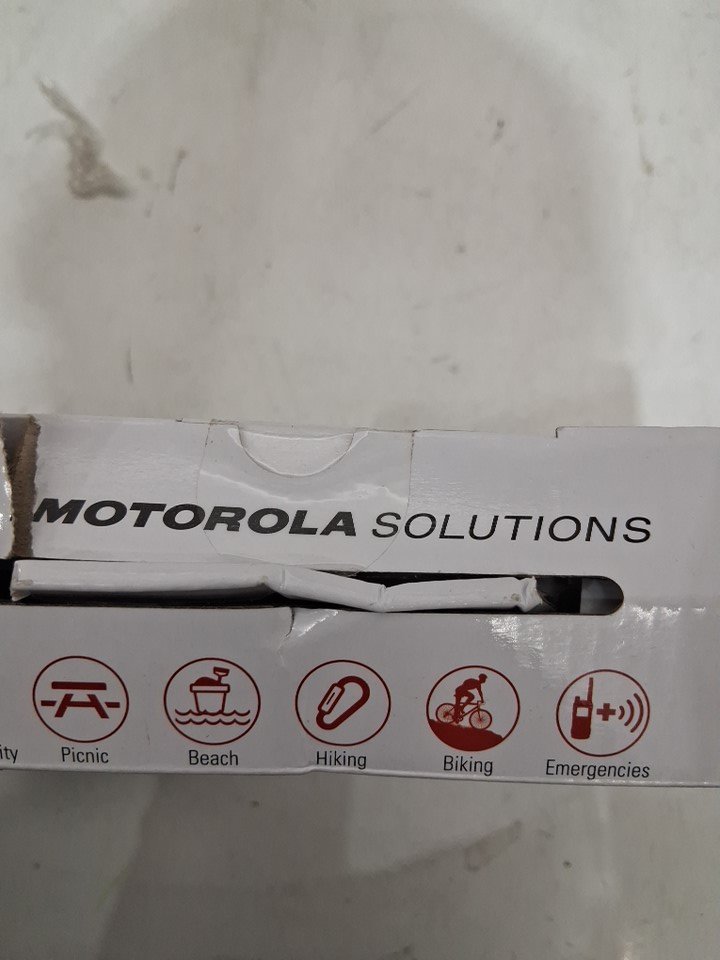 MOTOROLA SOLUTIONS
Picnic
Beach
Hiking
Biking
Emergencies